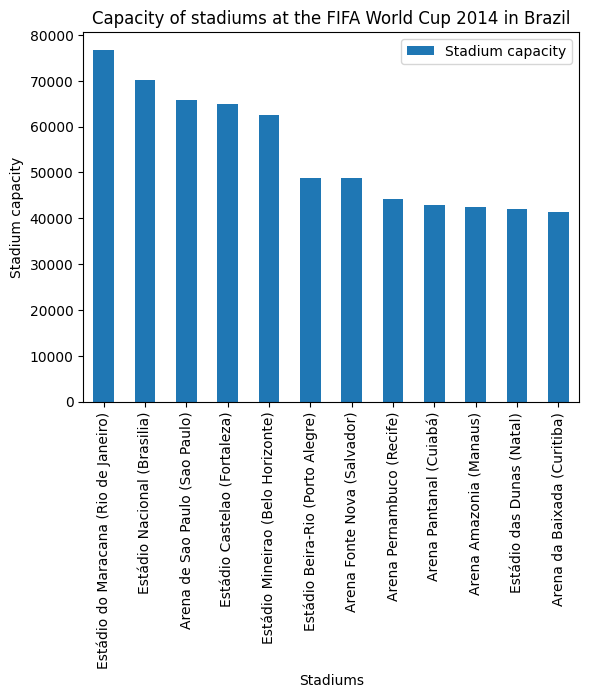 Capacity of stadiums at the FIFA World Cup 2014 in Brazil
Stadium capacity
80000
70000
60000
50000
40000
30000
20000
10000
0
Stadium capacity
Estádio do Maracana (Rio de Janeiro)
Estádio Nacional (Brasilia)
Arena de Sao Paulo (Sao Paulo)
Estádio Castelao (Fortaleza)
Estádio Mineirao (Belo Horizonte)
Estádio Beira-Rio (Porto Alegre)
Arena Fonte Nova (Salvador)
Arena Pernambuco (Recife)
Arena Pantanal (Cuiabá)
Arena Amazonia (Manaus)
Estádio das Dunas (Natal)
Arena da Baixada (Curitiba)
Stadiums